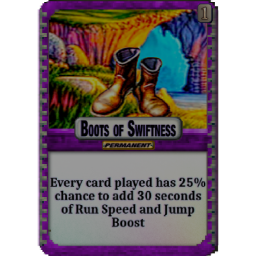 1
BOOTS OF SWIFTNESS
PERMANENT
Every card played has 25%
chance to add 30 seconds
of Run Speed and Jump
Boost